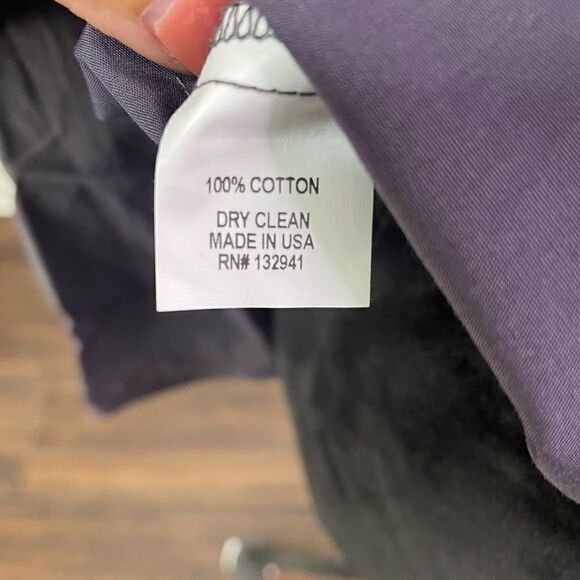 100% COTTON
DRY CLEAN
MADE IN USA
RN# 132941